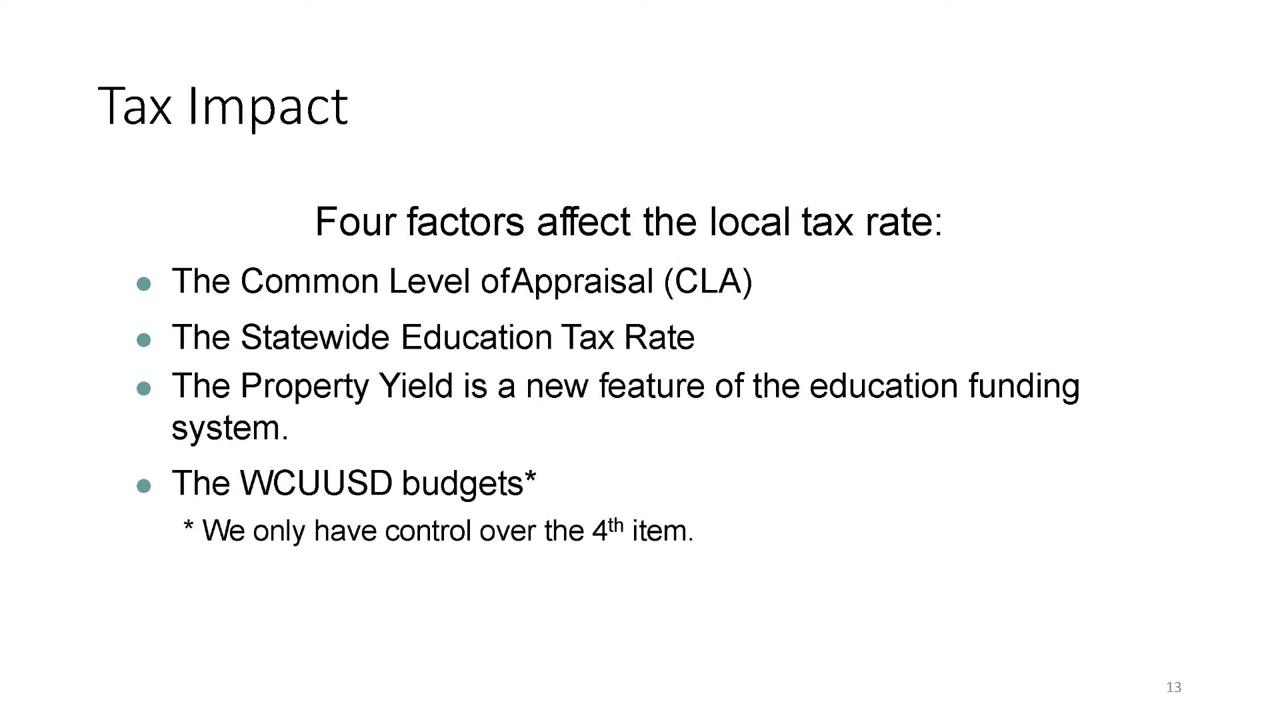 Tax Impact
Four factors affect the local tax rate:
The Common Level ofAppraisal (CLA)
The Statewide Education Tax Rate
The Property Yield is a new feature of the education funding
system.
The WCUUSD budgets*
* We only have control over the 4th item.
13